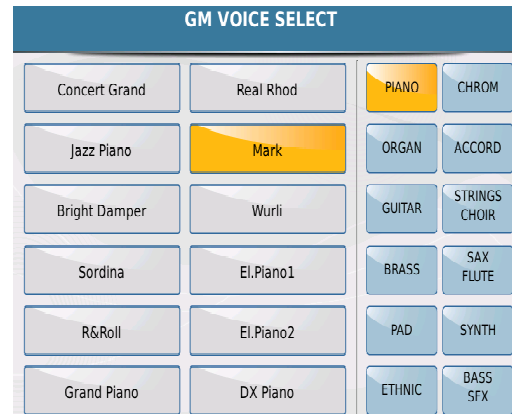 GM VOICE SELECT
Concert Grand
Real Rhod
PIANO
CHROM
Jazz Piano
Mark
ORGAN
ACCORD
Bright Damper
Wurli
GUITAR
STRINGS
CHOIR
Sordina
El.Piano1
BRASS
SAX
FLUTE
R&Roll
El.Piano2
PAD
SYNTH
Grand Piano
DX Piano
ETHNIC
BASS
SFX